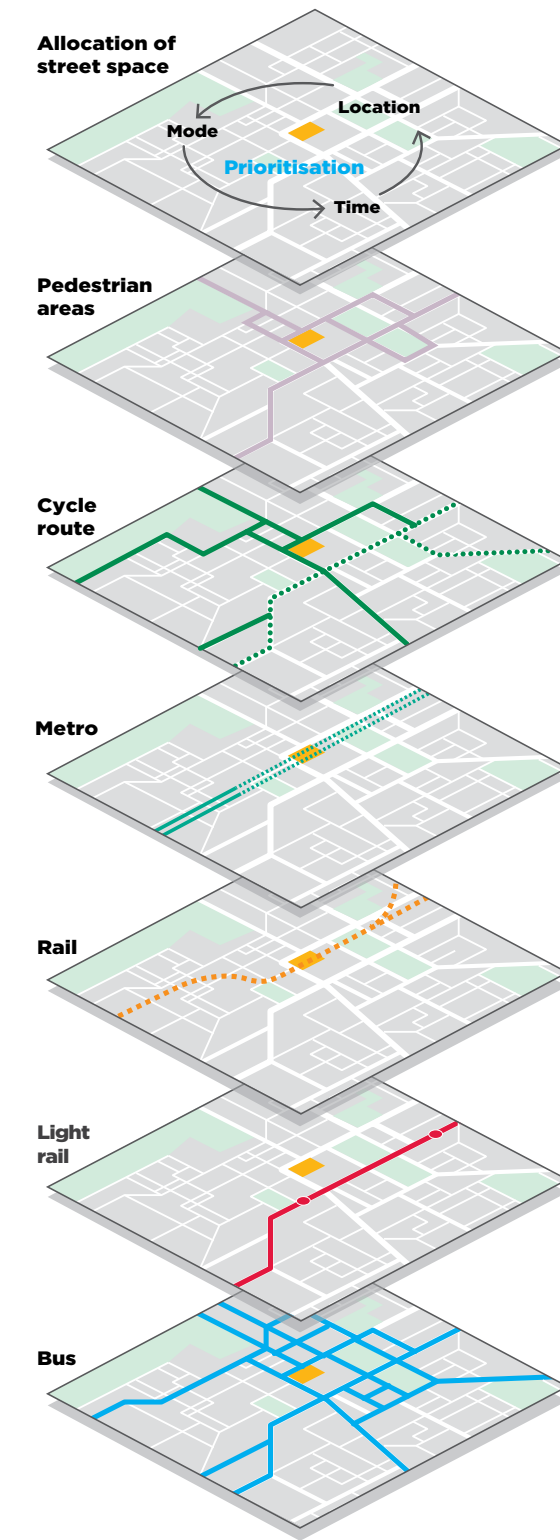 Allocation of
street space
Location
Mode
Prioritisation
Time
Pedestrian
areas
Cycle
route
Metro
Rail
Light
rail
Bus